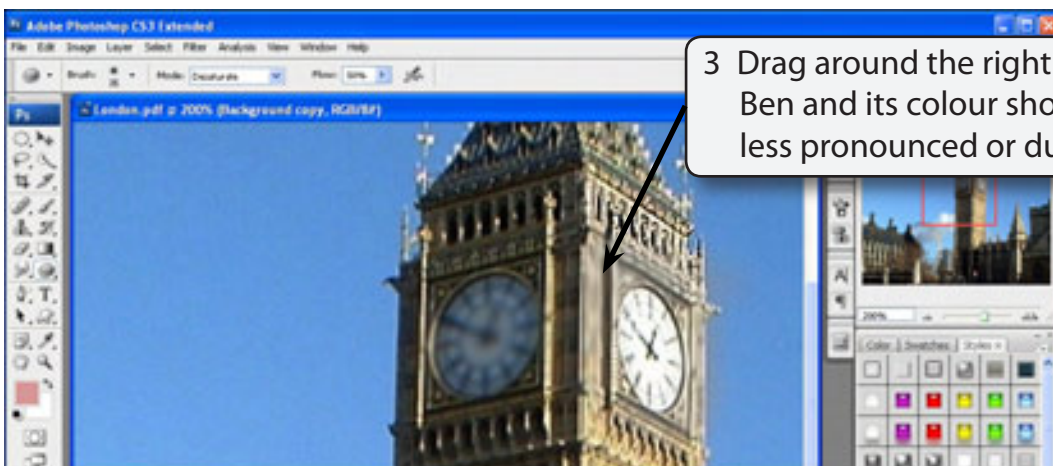 Adobe Photoshop CS3 Extended
File Edit Image Layer Select Filter Analysis View Window Help
Brush: Mode: Desaturate Flow: 50%
3 Drag around the right
Ben and its colour sho
less pronounced or du
Ps
London.pdf @ 200% (Background copy, RGB/8#)
200%
Color Swatches Styles x